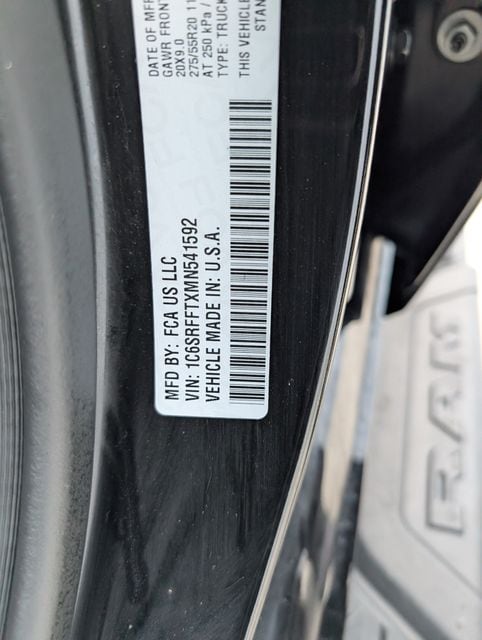 DATE OF MFR
GAWR FRONT
20X9.0
275/55R20 11
AT 250 kPa /
TYPE: TRUCK
THIS VEHICLE
STAN
MFD BY: FCA US LLC
VIN: 1C6SRFFTXMN541592
VEHICLE MADE IN: U.S.A.
RAM